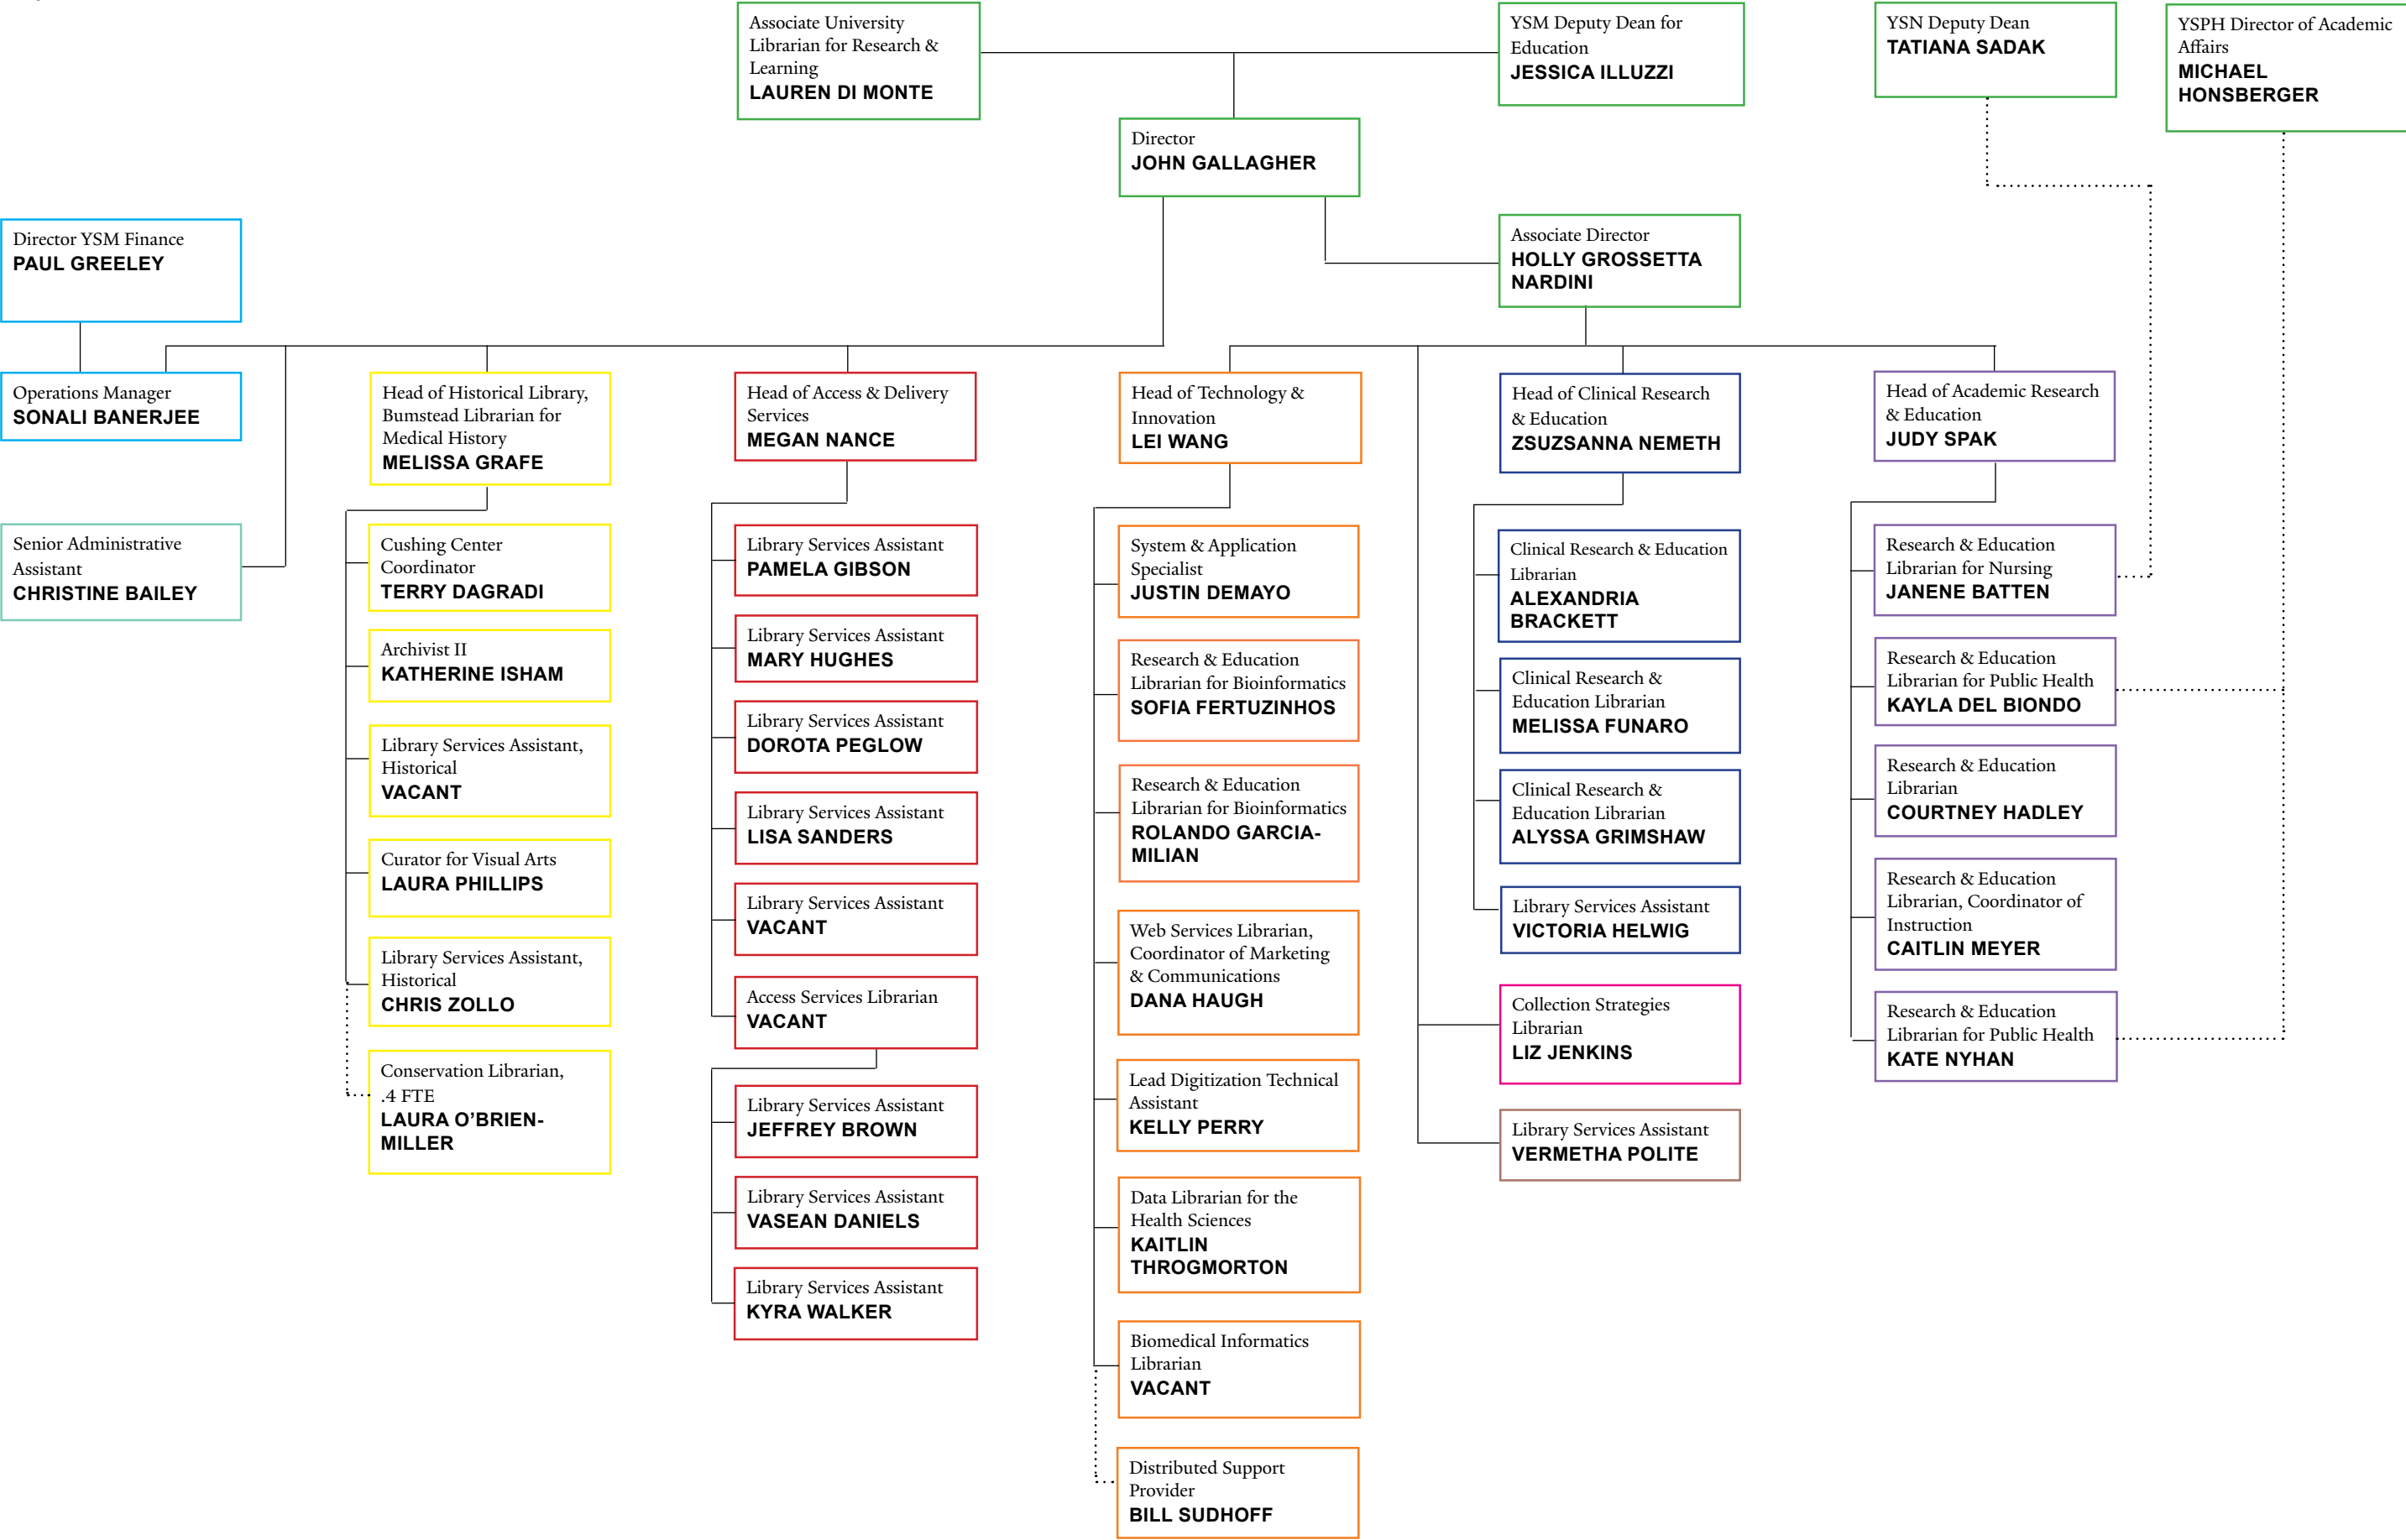 Associate University
Librarian for Research &
Learning
LAUREN DI MONTE
YSM Deputy Dean for
Education
JESSICA ILLUZZI
YSN Deputy Dean
TATIANA SADAK
YSPH Director of Academic
Affairs
MICHAEL
HONSBERGER
Director
JOHN GALLAGHER
Director YSM Finance
PAUL GREELEY
Associate Director
HOLLY GROSSETTA
NARDINI
Operations Manager
SONALI BANERJEE
Senior Administrative
Assistant
CHRISTINE BAILEY
Head of Historical Library,
Bumstead Librarian for
Medical History
MELISSA GRAFE
Cushing Center
Coordinator
TERRY DAGRADI
Archivist II
KATHERINE ISHAM
Library Services Assistant,
Historical
VACANT
Curator for Visual Arts
LAURA PHILLIPS
Library Services Assistant,
Historical
CHRIS ZOLLO
Conservation Librarian,
.4 FTE
LAURA O’BRIEN-
MILLER
Head of Access & Delivery
Services
MEGAN NANCE
Library Services Assistant
PAMELA GIBSON
Library Services Assistant
MARY HUGHES
Library Services Assistant
DOROTA PEGLOW
Library Services Assistant
LISA SANDERS
Library Services Assistant
VACANT
Access Services Librarian
VACANT
Library Services Assistant
JEFFREY BROWN
Library Services Assistant
VASEAN DANIELS
Library Services Assistant
KYRA WALKER
Head of Technology &
Innovation
LEI WANG
System & Application
Specialist
JUSTIN DEMAYO
Research & Education
Librarian for Bioinformatics
SOFIA FERTUZINHOS
Research & Education
Librarian for Bioinformatics
ROLANDO GARCIA-
MILIAN
Web Services Librarian,
Coordinator of Marketing
& Communications
DANA HAUGH
Lead Digitization Technical
Assistant
KELLY PERRY
Data Librarian for the
Health Sciences
KAITLIN
THROGMORTON
Biomedical Informatics
Librarian
VACANT
Distributed Support
Provider
BILL SUDHOFF
Head of Clinical Research
& Education
ZSUZSANNA NEMETH
Clinical Research & Education
Librarian
ALEXANDRIA
BRACKETT
Clinical Research &
Education Librarian
MELISSA FUNARO
Clinical Research &
Education Librarian
ALYSSA GRIMSHAW
Library Services Assistant
VICTORIA HELWIG
Collection Strategies
Librarian
LIZ JENKINS
Library Services Assistant
VERMETHA POLITE
Head of Academic Research
& Education
JUDY SPAK
Research & Education
Librarian for Nursing
JANENE BATTEN
Research & Education
Librarian for Public Health
KAYLA DEL BIONDO
Research & Education
Librarian
COURTNEY HADLEY
Research & Education
Librarian, Coordinator of
Instruction
CAITLIN MEYER
Research & Education
Librarian for Public Health
KATE NYHAN